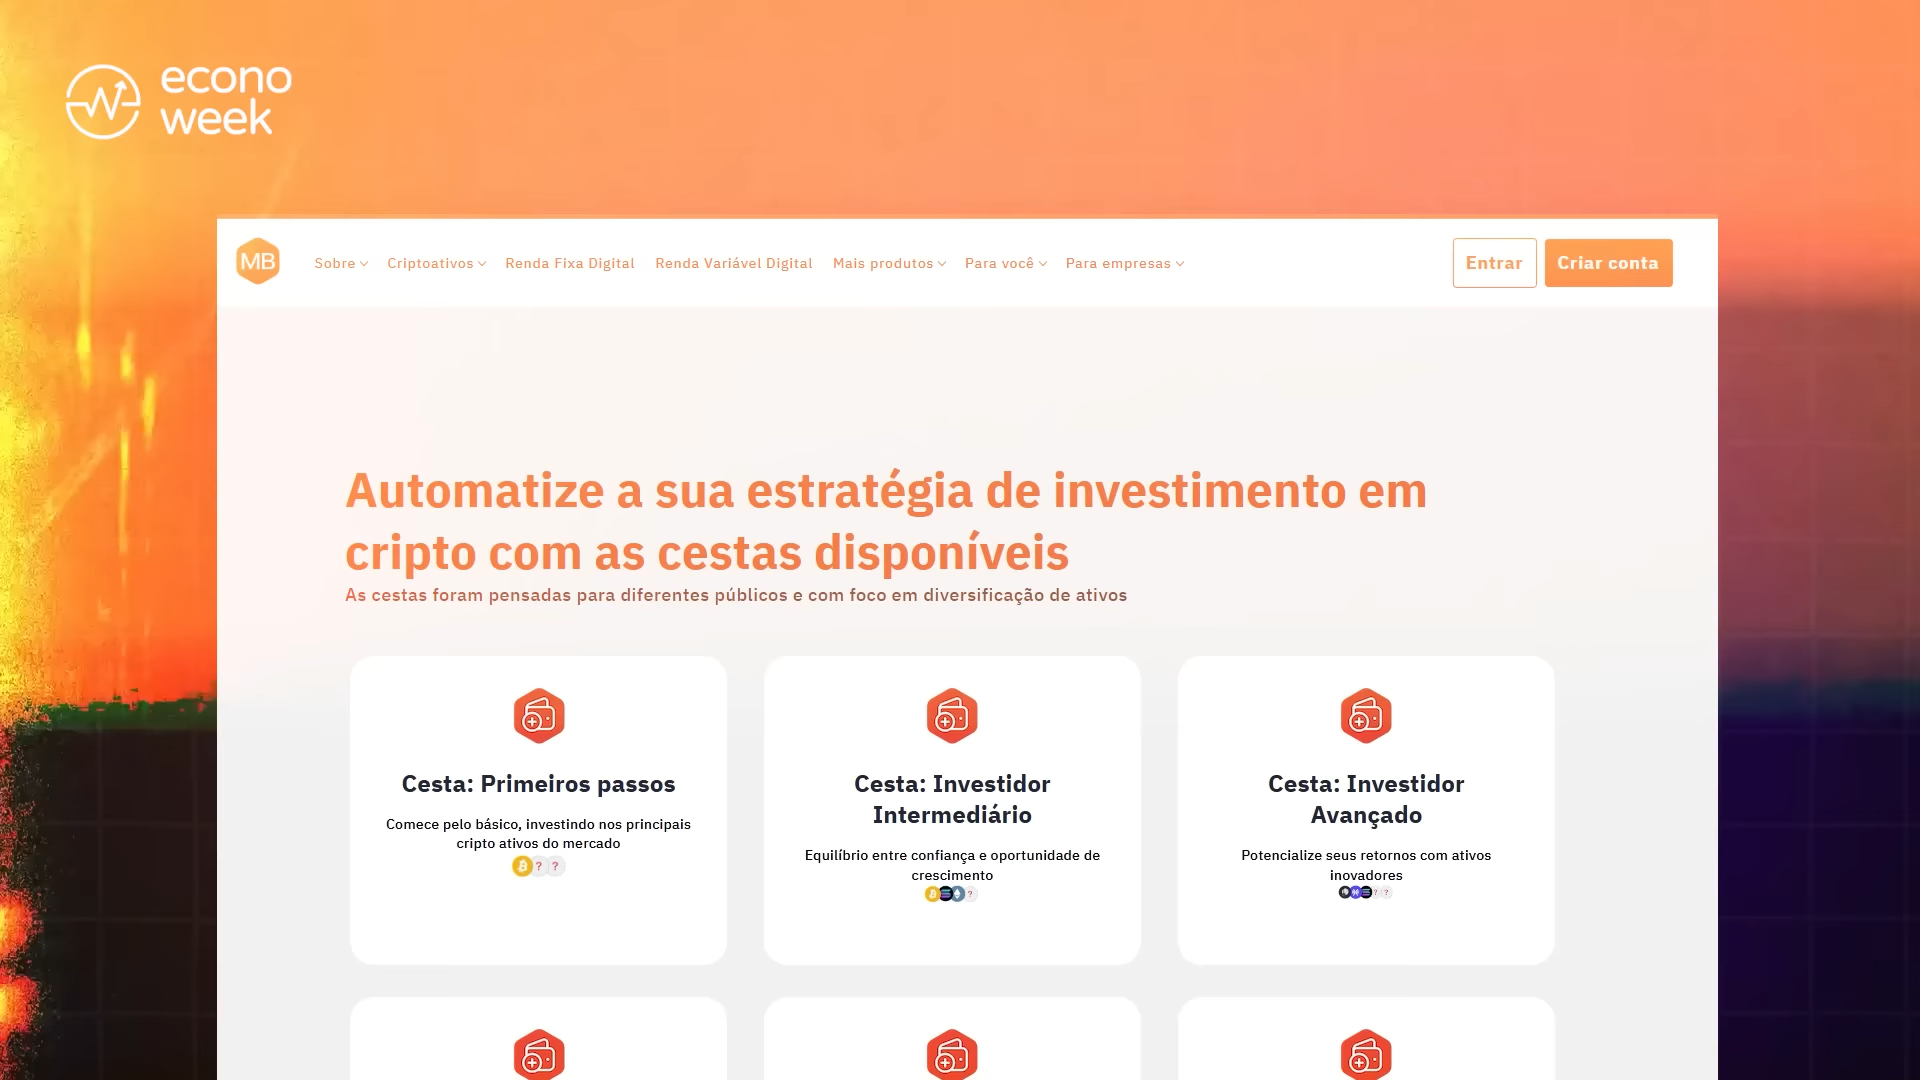 econo
week
MB
Sobre
Criptoativos
Renda Fixa Digital
Renda Variável Digital
Mais produtos
Para você
Para empresas
Entrar
Criar conta
Automatize a sua estratégia de investimento em
cripto com as cestas disponíveis
As cestas foram pensadas para diferentes públicos e com foco em diversificação de ativos
Cesta: Primeiros passos
Comece pelo básico, investindo nos principais
cripto ativos do mercado
? ?
Cesta: Investidor
Intermediário
Equilíbrio entre confiança e oportunidade de
crescimento
?
Cesta: Investidor
Avançado
Potencialize seus retornos com ativos
inovadores
? ?